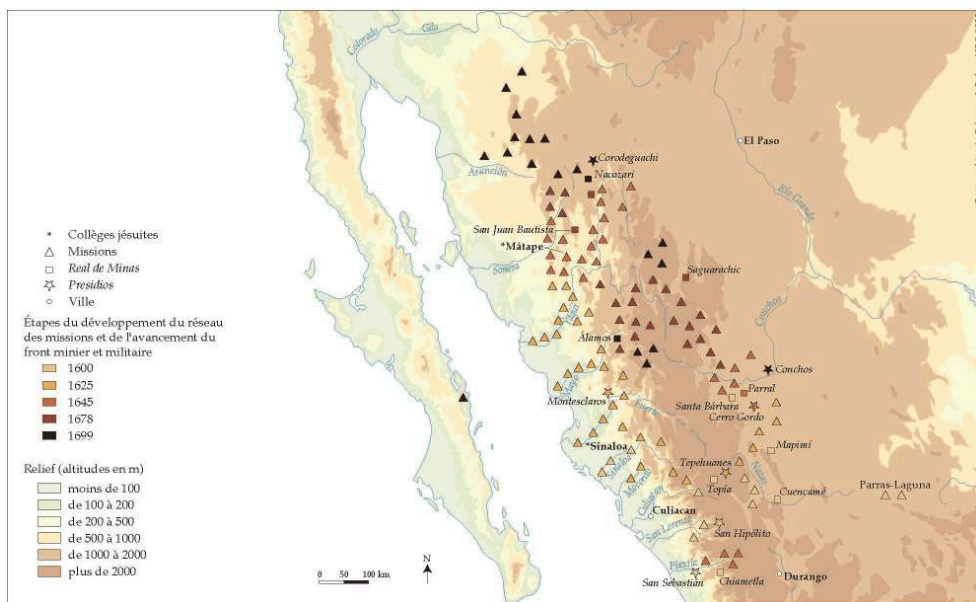 Colorado
Gila
El Paso
Corodeguachi
Nacozari
Asunción
Río Grande
San Juan Bautista
*Mátape
Sonora
Saguarachic
Conchos
Yaqui
Álamos
Mayo
Conchos
Montesclaros
Parral
Santa Bárbara
Fuerte
Cerro Gordo
*Sinaloa
Mapimí
Sinaloa
Tepehuanes
Nazas
Mocorito
Topia
Cuencamé
Parras-Laguna
Culiacan
Culíacan
San Lorenzo
San Hipólito
Piaxtla
San Sebastián
Chiametla
Durango
* Collèges jésuites
Missions
Real de Minas
Presidios
Ville
Étapes du développement du réseau
des missions et de l'avancement du
front minier et militaire
1600
1625
1645
1678
1699
Relief (altitudes en m)
moins de 100
de 100 à 200
de 200 à 500
de 500 à 1000
de 1000 à 2000
plus de 2000
0 50 100 km
N